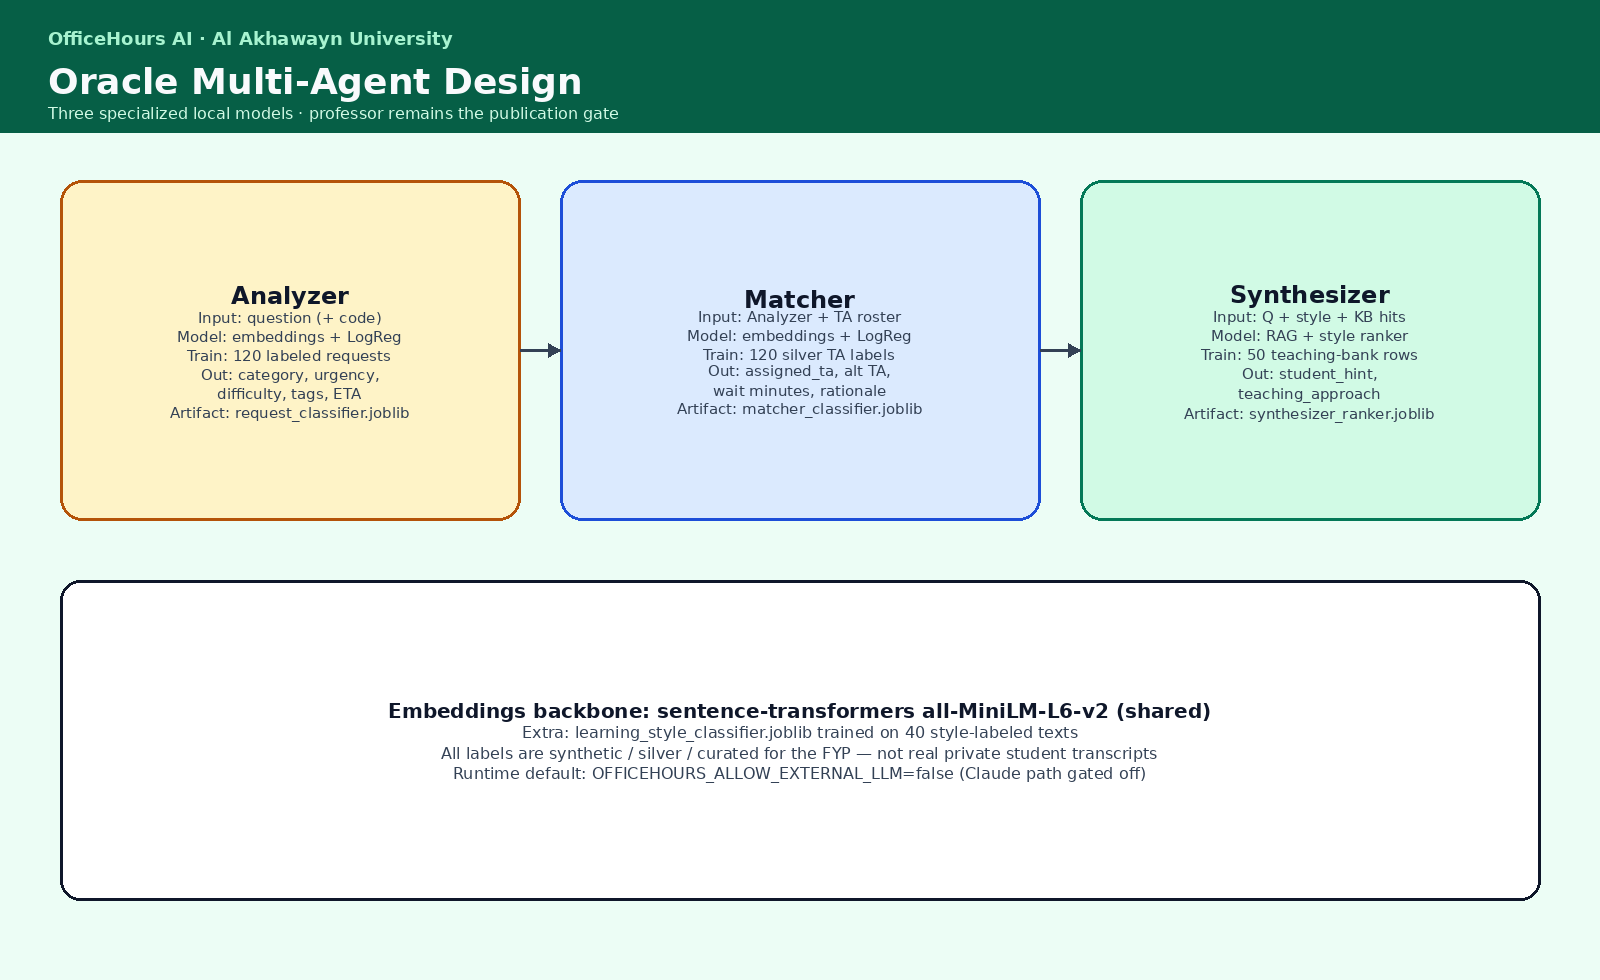 OfficeHours AI · Al Akhawayn University
Oracle Multi-Agent Design
Three specialized local models · professor remains the publication gate
Analyzer
Input: question (+ code)
Model: embeddings + LogReg
Train: 120 labeled requests
Out: category, urgency,
difficulty, tags, ETA
Artifact: request_classifier.joblib
Matcher
Input: Analyzer + TA roster
Model: embeddings + LogReg
Train: 120 silver TA labels
Out: assigned_ta, alt TA,
wait minutes, rationale
Artifact: matcher_classifier.joblib
Synthesizer
Input: Q + style + KB hits
Model: RAG + style ranker
Train: 50 teaching-bank rows
Out: student_hint,
teaching_approach
Artifact: synthesizer_ranker.joblib
Embeddings backbone: sentence-transformers all-MiniLM-L6-v2 (shared)
Extra: learning_style_classifier.joblib trained on 40 style-labeled texts
All labels are synthetic / silver / curated for the FYP — not real private student transcripts
Runtime default: OFFICEHOURS_ALLOW_EXTERNAL_LLM=false (Claude path gated off)